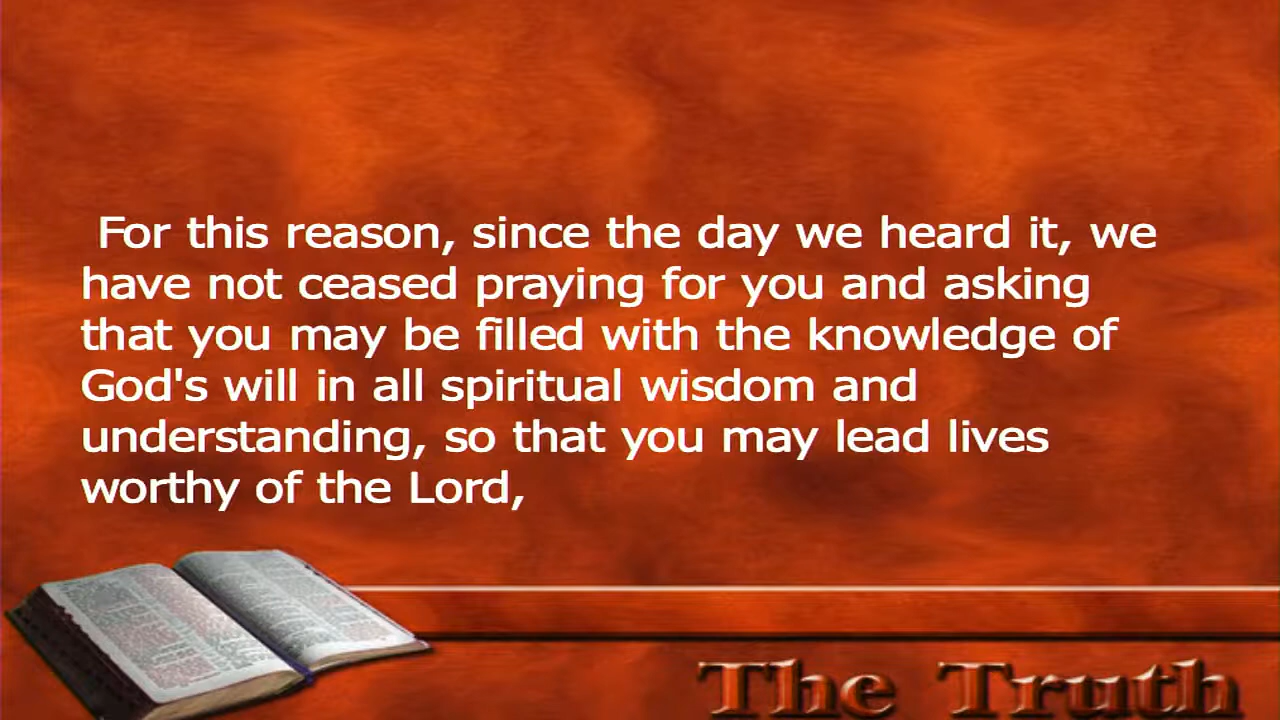 For this reason, since the day we heard it, we
have not ceased praying for you and asking
that you may be filled with the knowledge of
God's will in all spiritual wisdom and
understanding, so that you may lead lives
worthy of the Lord,
The Truth